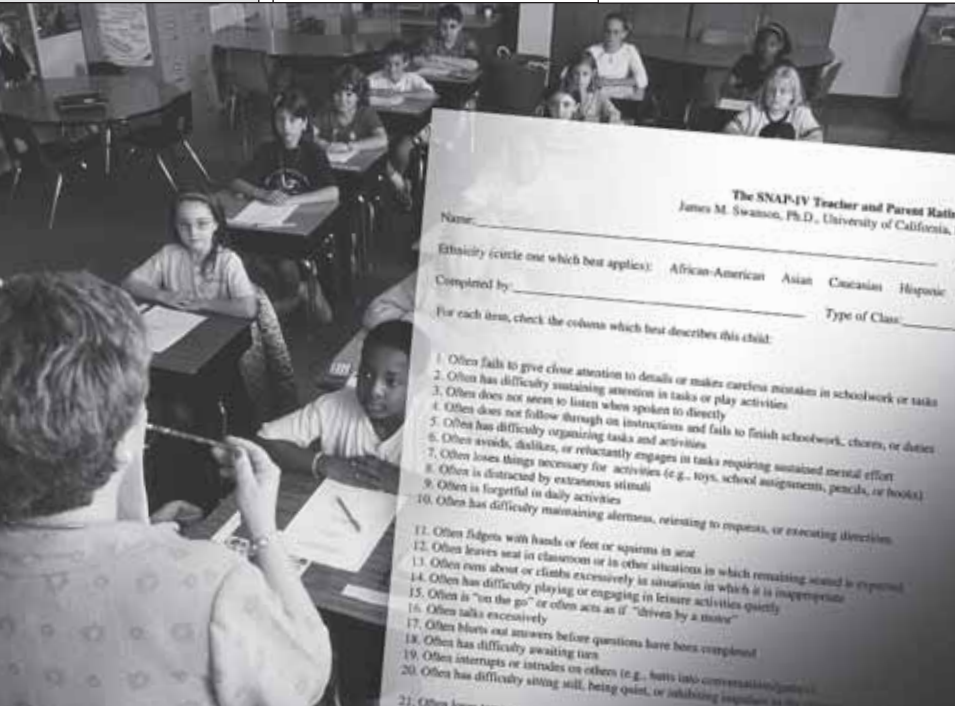 The SNAP-IV Teacher and Parent Ratin
James M. Swanson, Ph.D., University of California,
Name:
Ethnicity (circle one which best applies): African-American Asian Caucasian Hispanic
Completed by: Type of Class:
For each item, check the column which best describes this child:
1. Often fails to give close attention to details or makes careless mistakes in schoolwork or tasks
2. Often has difficulty sustaining attention in tasks or play activities
3. Often does not seem to listen when spoken to directly
4. Often does not follow through on instructions and fails to finish schoolwork, chores, or duties
5. Often has difficulty organizing tasks and activities
6. Often avoids, dislikes, or reluctantly engages in tasks requiring sustained mental effort
7. Often loses things necessary for activities (e.g., toys, school assignments, pencils, or books)
8. Often is distracted by extraneous stimuli
9. Often is forgetful in daily activities
10. Often has difficulty maintaining alertness, orienting to requests, or executing directions
11. Often fidgets with hands or feet or squirms in seat
12. Often leaves seat in classroom or in other situations in which remaining seated is expected
13. Often runs about or climbs excessively in situations in which it is inappropriate
14. Often has difficulty playing or engaging in leisure activities quietly
15. Often is "on the go" or often acts as if "driven by a motor"
16. Often talks excessively
17. Often blurts out answers before questions have been completed
18. Often has difficulty awaiting turn
19. Often interrupts or intrudes on others (e.g., butts into conversations/games)
20. Often has difficulty sitting still, being quiet, or inhibiting impulses in the
21. Often loses